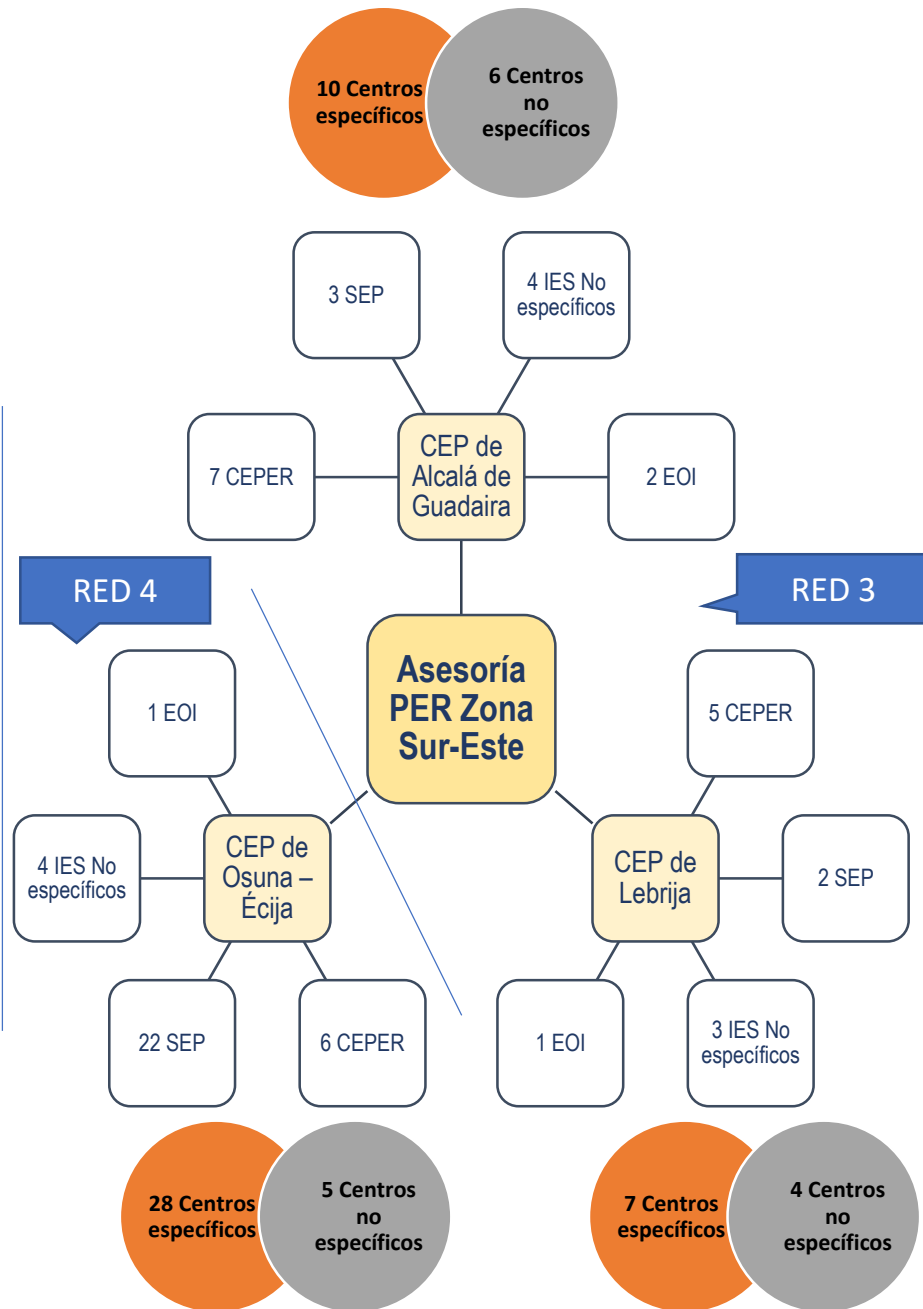 10 Centros
específicos
6 Centros
no
específicos
3 SEP
4 IES No
específicos
7 CEPER
CEP de
Alcalá de
Guadaira
2 EOI
RED 4
RED 3
Asesoría
PER Zona
Sur-Este
1 EOI
5 CEPER
4 IES No
específicos
CEP de
Osuna –
Écija
CEP de
Lebrija
2 SEP
22 SEP
6 CEPER
1 EOI
3 IES No
específicos
28 Centros
específicos
5 Centros
no
específicos
7 Centros
específicos
4 Centros
no
específicos